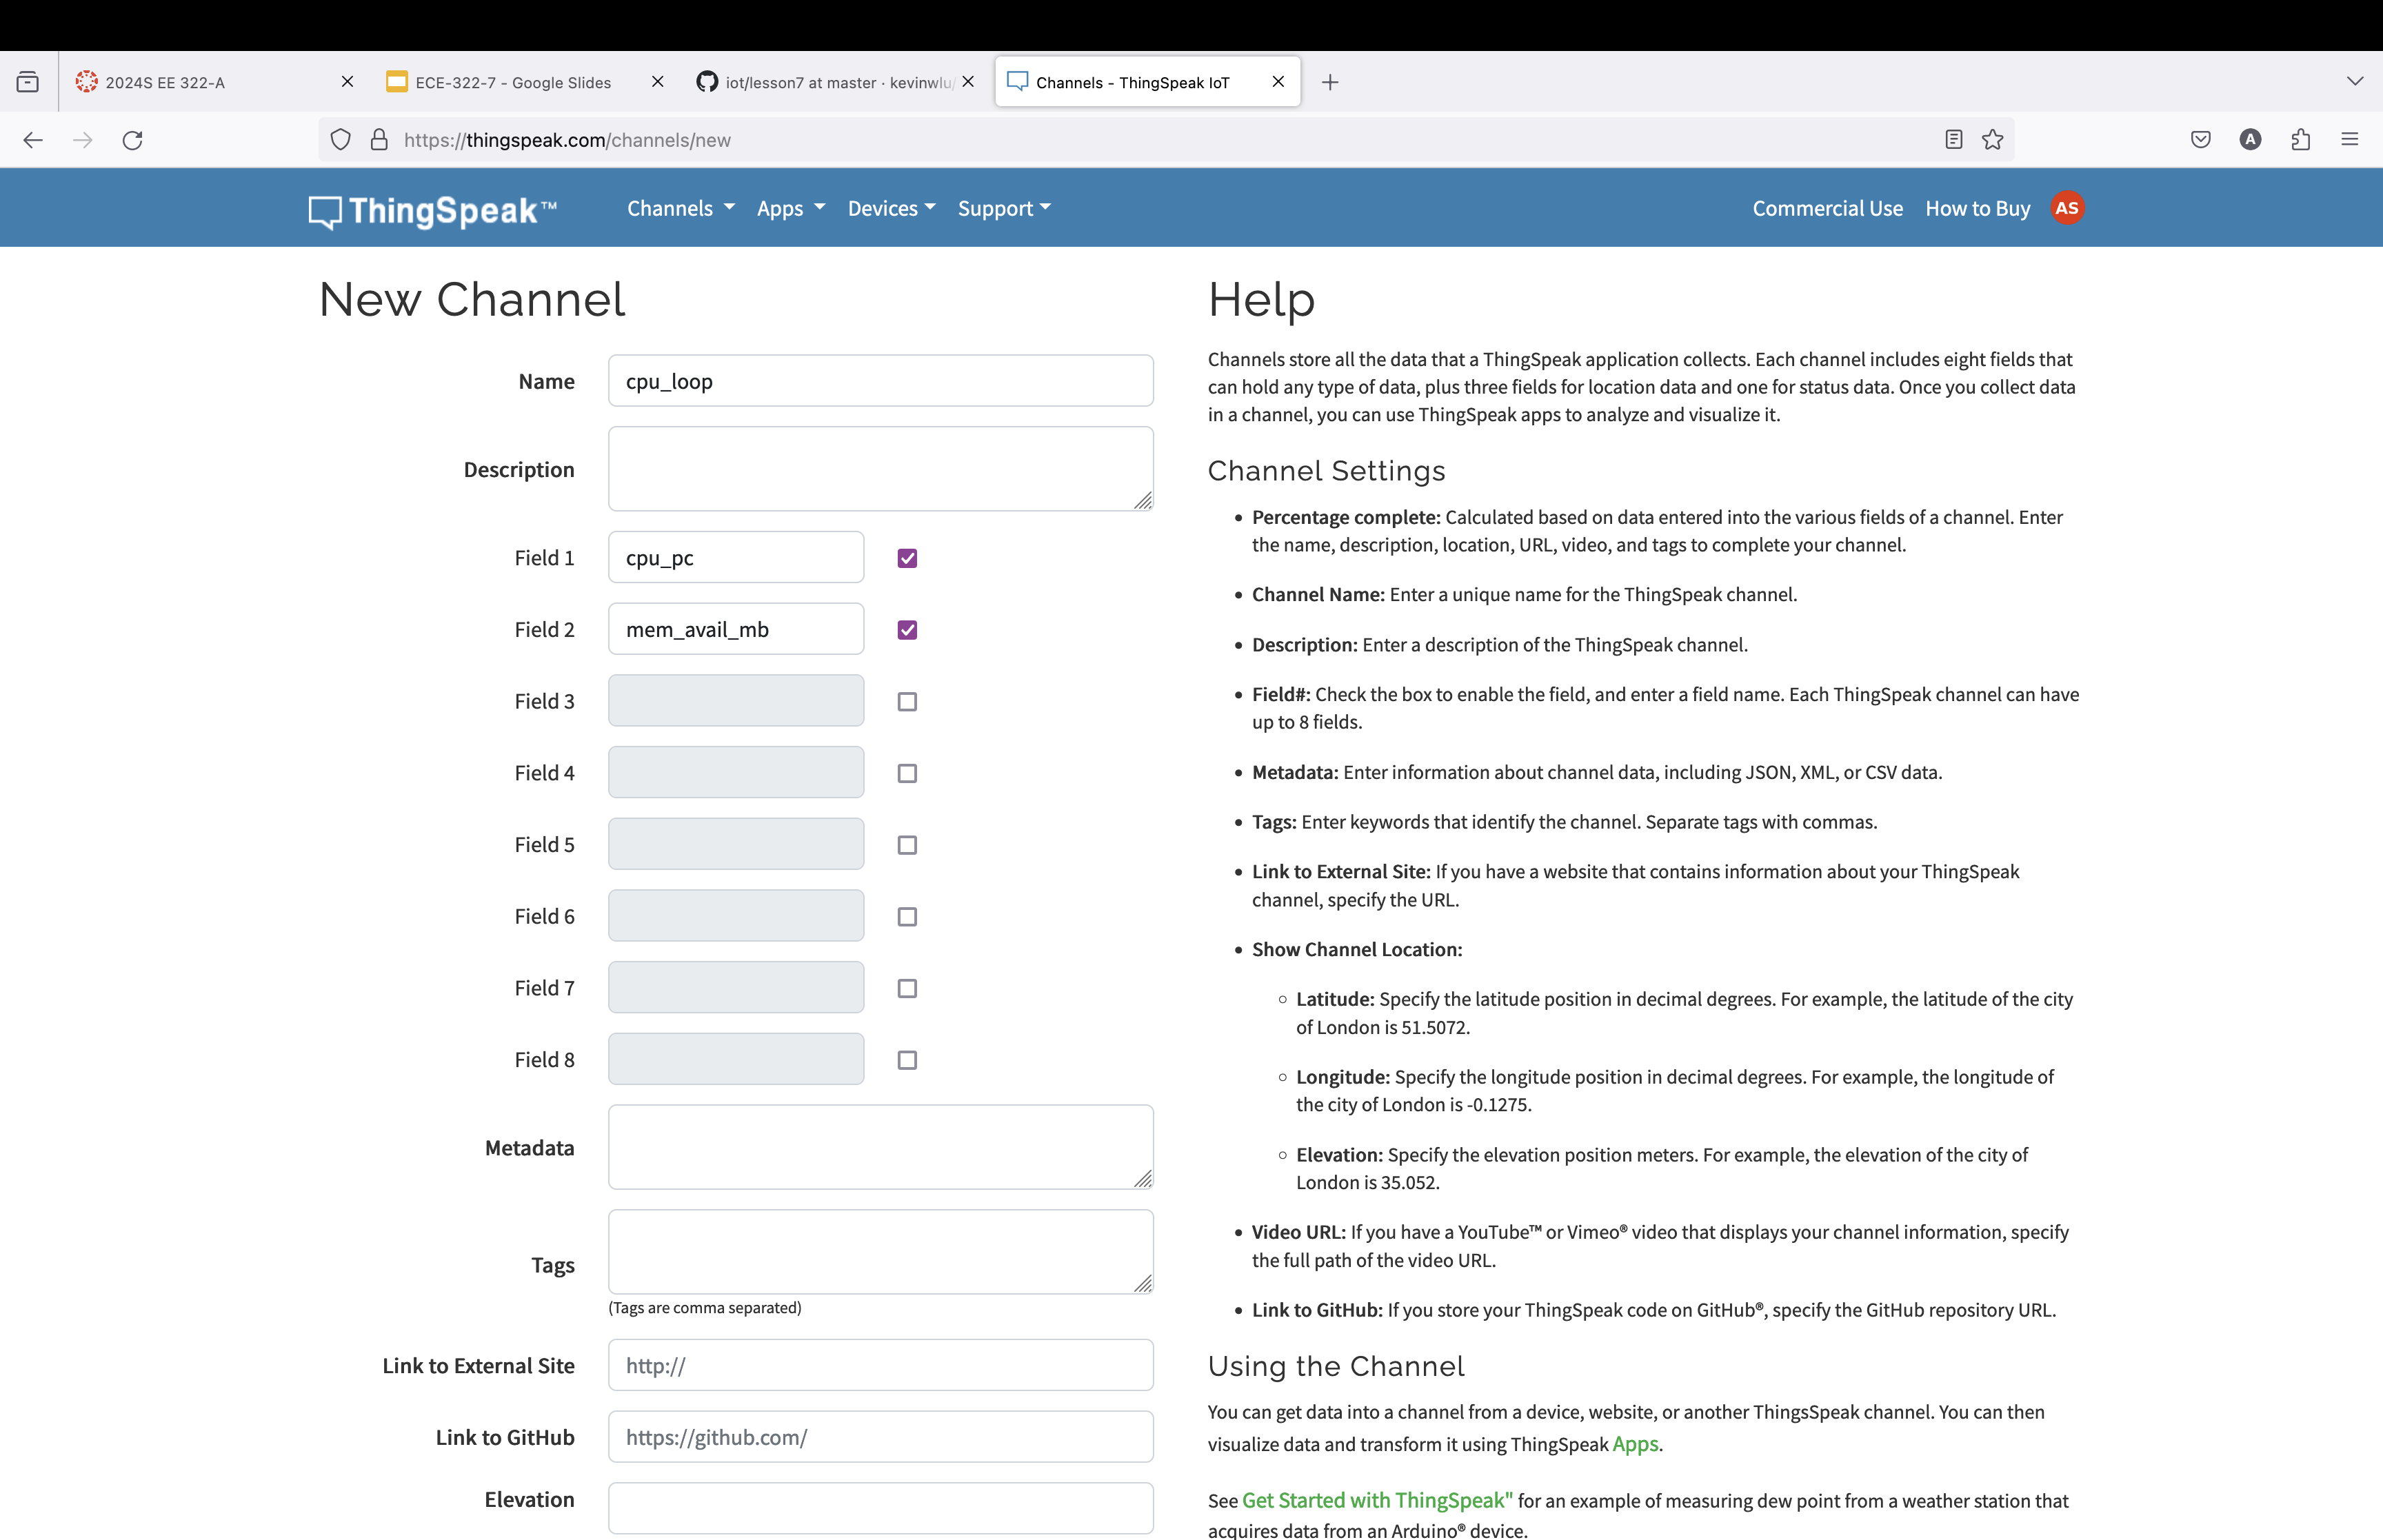 2024S EE 322-A
ECE-322-7 - Google Slides
iot/lesson7 at master · kevinwlu/
Channels - ThingSpeak IoT
https://thingspeak.com/channels/new
A
ThingSpeak™
Channels
Apps
Devices
Support
Commercial Use
How to Buy
AS
New Channel
Name
cpu_loop
Description
Field 1
cpu_pc
Field 2
mem_avail_mb
Field 3
Field 4
Field 5
Field 6
Field 7
Field 8
Metadata
Tags
(Tags are comma separated)
Link to External Site
http://
Link to GitHub
https://github.com/
Elevation
Help
Channels store all the data that a ThingSpeak application collects. Each channel includes eight fields that
can hold any type of data, plus three fields for location data and one for status data. Once you collect data
in a channel, you can use ThingSpeak apps to analyze and visualize it.
Channel Settings
• Percentage complete: Calculated based on data entered into the various fields of a channel. Enter
the name, description, location, URL, video, and tags to complete your channel.
• Channel Name: Enter a unique name for the ThingSpeak channel.
• Description: Enter a description of the ThingSpeak channel.
• Field#: Check the box to enable the field, and enter a field name. Each ThingSpeak channel can have
up to 8 fields.
• Metadata: Enter information about channel data, including JSON, XML, or CSV data.
• Tags: Enter keywords that identify the channel. Separate tags with commas.
• Link to External Site: If you have a website that contains information about your ThingSpeak
channel, specify the URL.
• Show Channel Location:
○ Latitude: Specify the latitude position in decimal degrees. For example, the latitude of the city
of London is 51.5072.
○ Longitude: Specify the longitude position in decimal degrees. For example, the longitude of
the city of London is -0.1275.
○ Elevation: Specify the elevation position meters. For example, the elevation of the city of
London is 35.052.
• Video URL: If you have a YouTube™ or Vimeo® video that displays your channel information, specify
the full path of the video URL.
• Link to GitHub: If you store your ThingSpeak code on GitHub®, specify the GitHub repository URL.
Using the Channel
You can get data into a channel from a device, website, or another ThingsSpeak channel. You can then
visualize data and transform it using ThingSpeak Apps.
See Get Started with ThingSpeak" for an example of measuring dew point from a weather station that
acquires data from an Arduino® device.